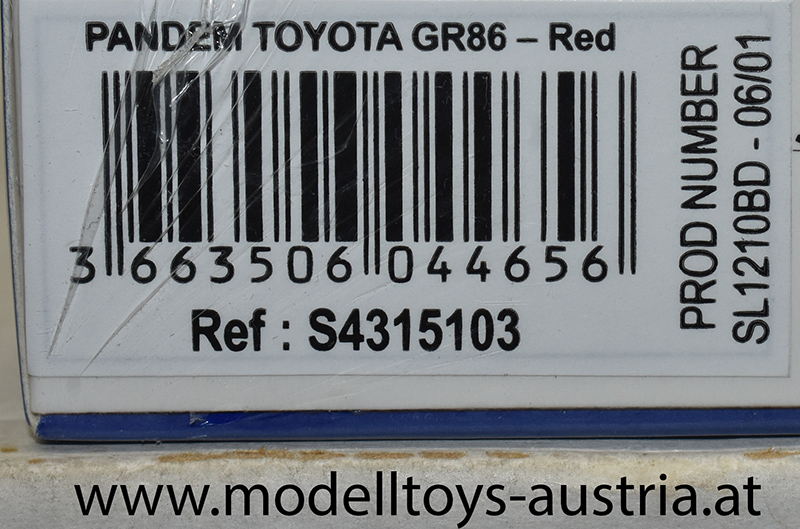 PANDEM TOYOTA GR86 – Red
3 663506 044656
Ref : S4315103
PROD NUMBER
SL1210BD - 06/01
www.modelltoys-austria.at